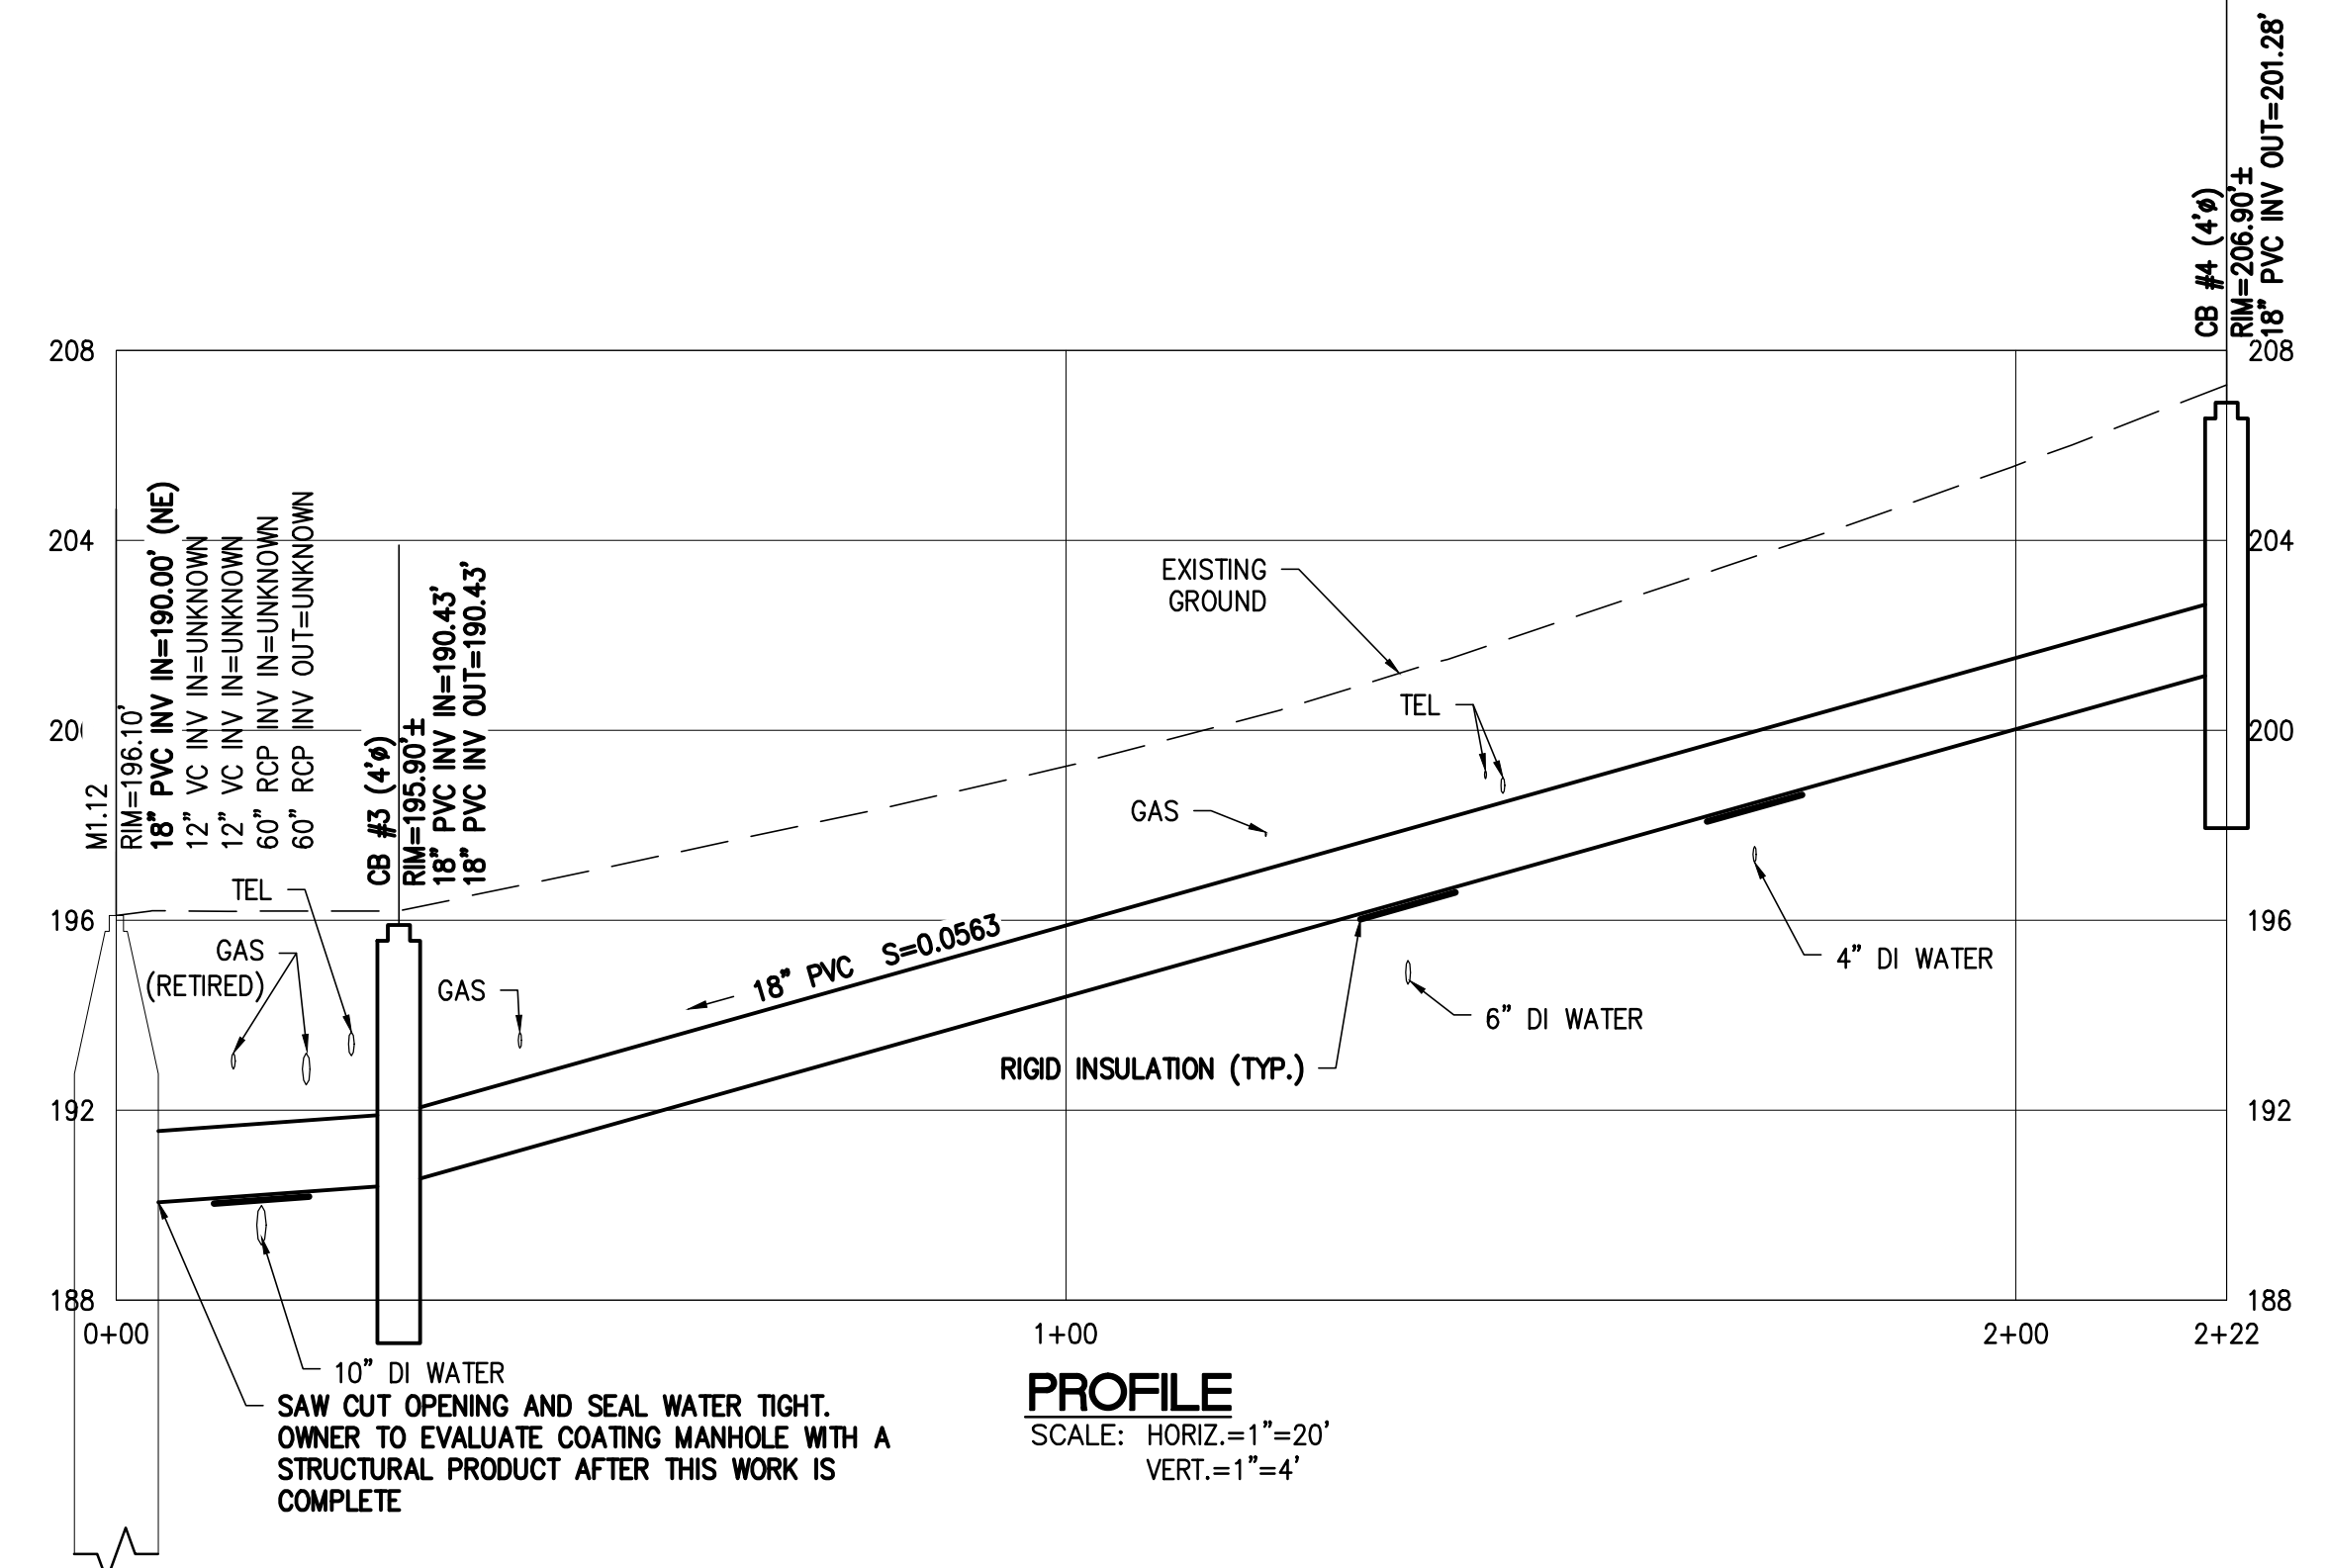 CB #4 (4'ø)
RIM=206.90'±
18" PVC INV OUT=201.28'
208
208
204
204
200
196
196
192
192
188
188
M1.12
RIM=196.10'
18" PVC INV IN=190.00' (NE)
12" VC INV IN=UNKNOWN
12" VC INV IN=UNKNOWN
60" RCP INV IN=UNKNOWN
60" RCP INV OUT=UNKNOWN
CB #3 (4'ø)
RIM=195.90'±
18" PVC INV IN=190.43'
18" PVC INV OUT=190.43'
EXISTING
GROUND
TEL
GAS
TEL
GAS
(RETIRED)
GAS
18" PVC S=0.0563
4" DI WATER
6" DI WATER
RIGID INSULATION (TYP.)
0+00
1+00
2+00
2+22
10" DI WATER
SAW CUT OPENING AND SEAL WATER TIGHT.
OWNER TO EVALUATE COATING MANHOLE WITH A
STRUCTURAL PRODUCT AFTER THIS WORK IS
COMPLETE
PROFILE
SCALE: HORIZ.=1"=20'
VERT.=1"=4'